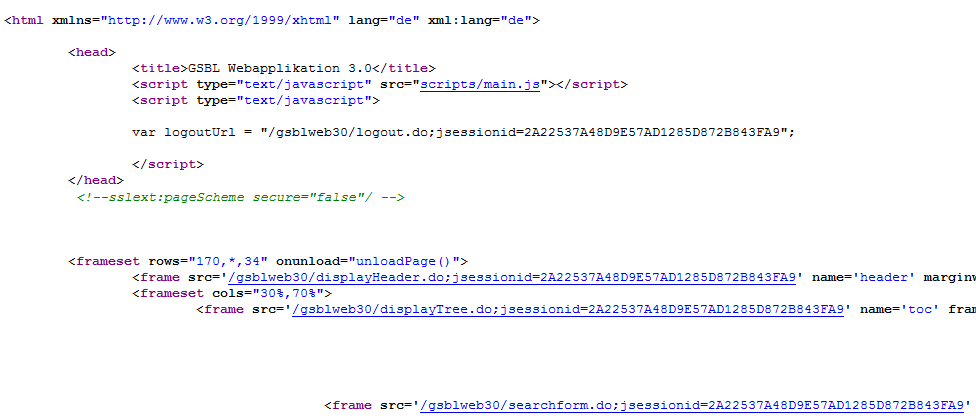 <html xmlns="http://www.w3.org/1999/xhtml" lang="de" xml:lang="de">
<head>
<title>GSBL Webapplikation 3.0</title>
<script type="text/javascript" src="scripts/main.js"></script>
<script type="text/javascript">
var logoutUrl = "/gsblweb30/logout.do;jsessionid=2A22537A48D9E57AD1285D872B843FA9";
</script>
</head>
<!--sslext:pageScheme secure="false"/ -->
<frameset rows="170,*,34" onunload="unloadPage()">
<frame src='/gsblweb30/displayHeader.do;jsessionid=2A22537A48D9E57AD1285D872B843FA9' name='header' marginw
<frameset cols="30%,70%">
<frame src='/gsblweb30/displayTree.do;jsessionid=2A22537A48D9E57AD1285D872B843FA9' name='toc' fram
<frame src='/gsblweb30/searchform.do;jsessionid=2A22537A48D9E57AD1285D872B843FA9'